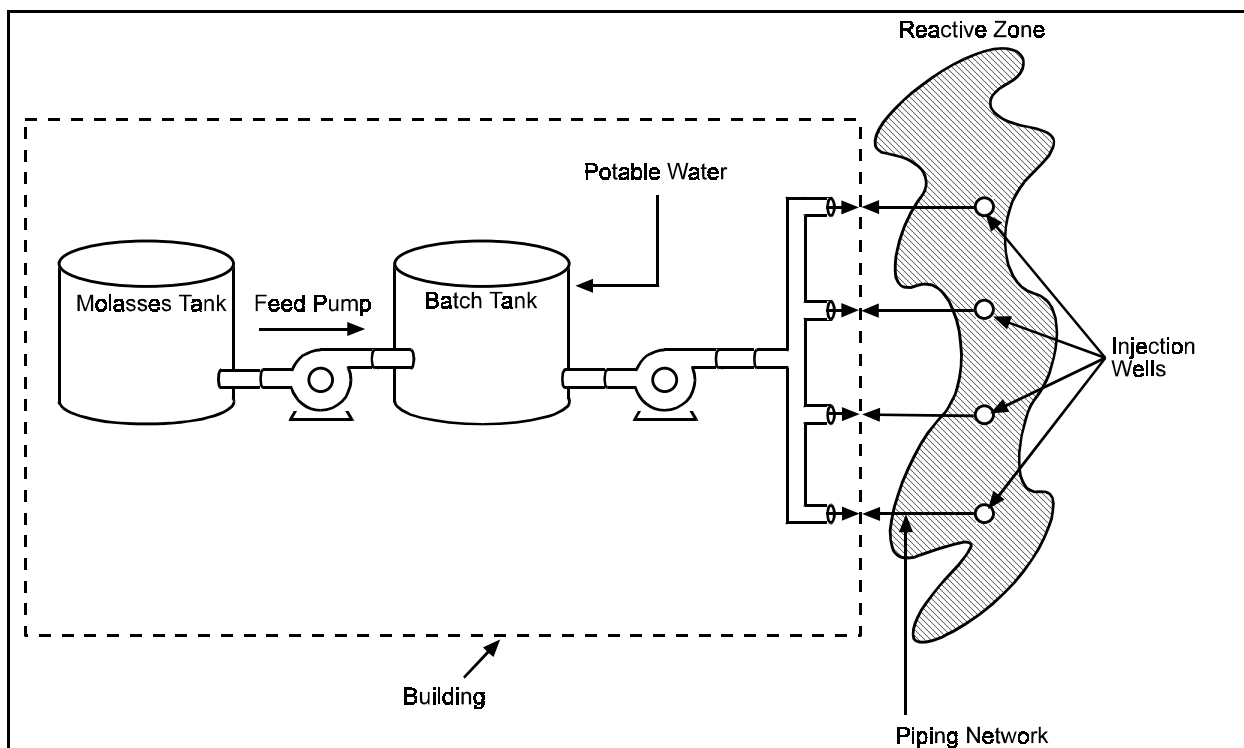 Reactive Zone
Potable Water
Molasses Tank
Feed Pump
Batch Tank
Injection
Wells
Building
Piping Network